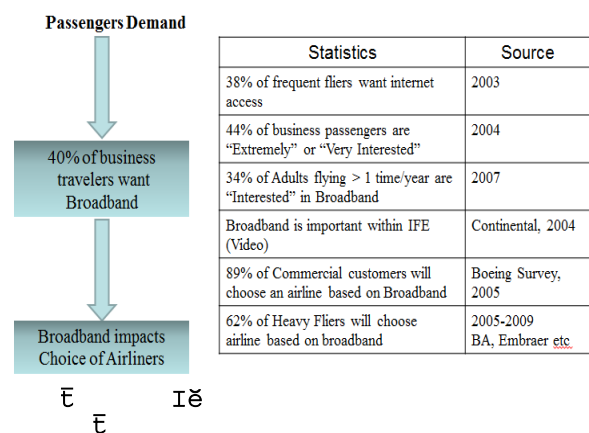 Passengers Demand
40% of business
travelers want
Broadband
Broadband impacts
Choice of Airliners
Statistics Source
38% of frequent fliers want internet 2003
access
44% of business passengers are 2004
“Extremely” or “Very Interested”
34% of Adults flying > 1 time/year are 2007
“Interested” in Broadband
Broadband is important within IFE Continental, 2004
(Video)
89% of Commercial customers will Boeing Survey,
choose an airline based on Broadband 2005
62% of Heavy Fliers will choose 2005-2009
airline based on broadband BA, Embraer etc
t̄ Iĕ
t̄